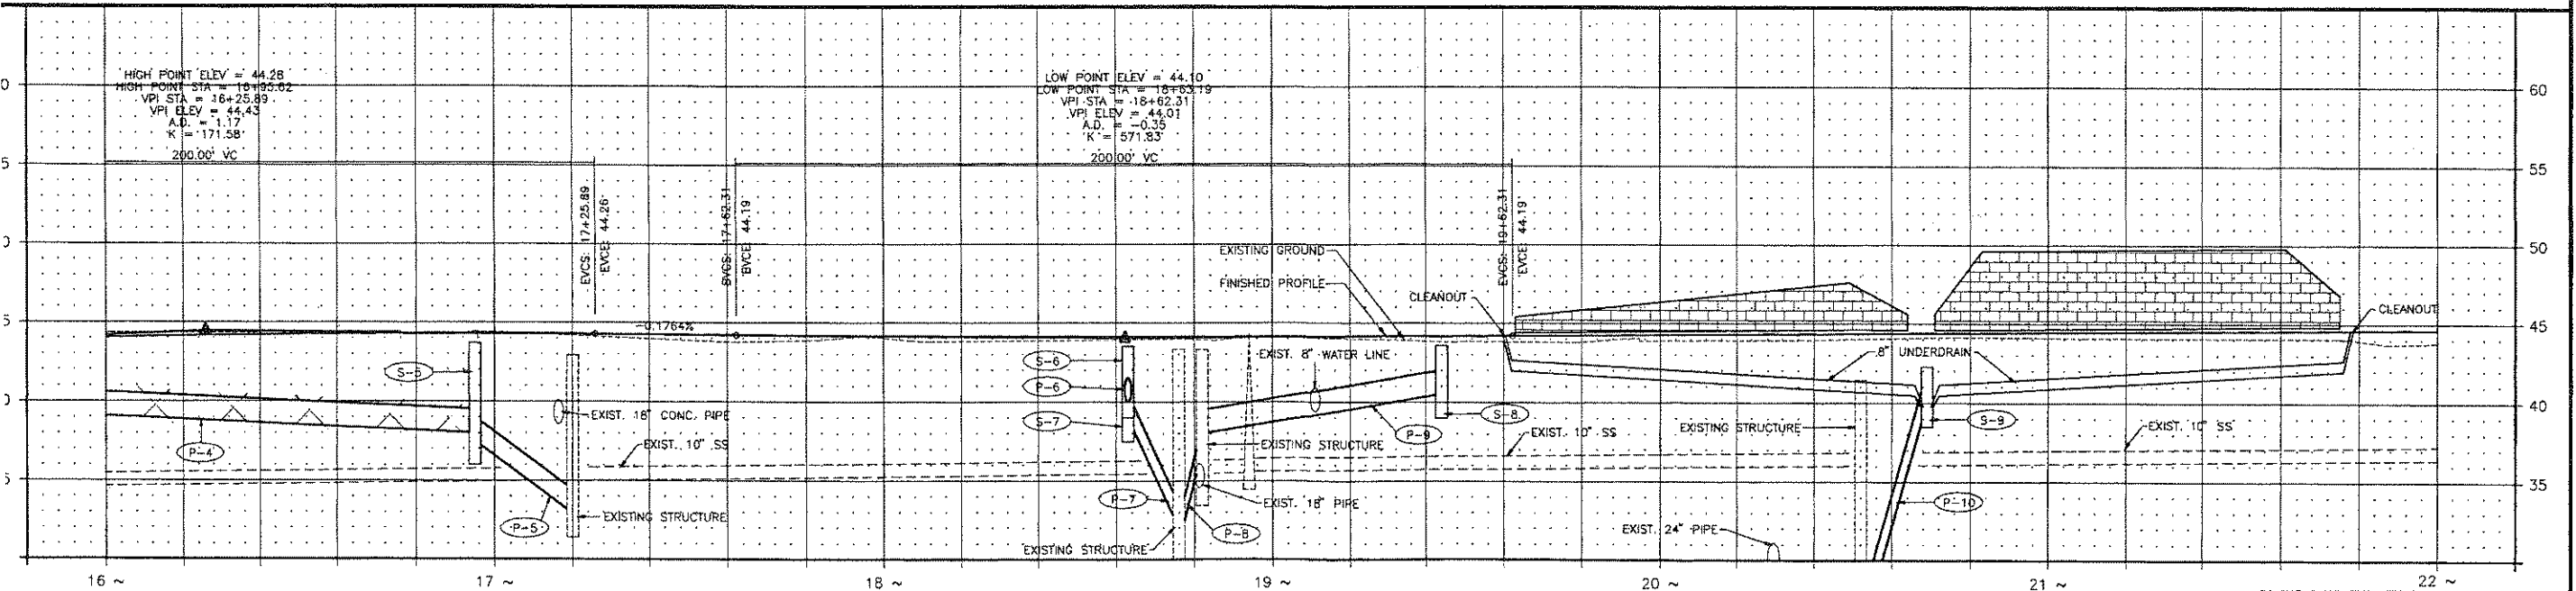 HIGH POINT ELEV = 44.28
HIGH POINT STA = 16+95.62
VPI STA = 16+25.89
VPI ELEV = 44.43
A.D. = 1.17
K = 171.58
200.00' VC
LOW POINT ELEV = 44.10
LOW POINT STA = 18+63.19
VPI STA = 18+62.31
VPI ELEV = 44.01
A.D. = -0.35
K = 571.83
200.00' VC
EVCS: 17+25.89
EVCE: 44.26
BVCS: 17+62.31
BVCE: 44.19
EVCS: 19+62.31
EVCE: 44.19
60
55
50
45
40
35
EXISTING GROUND
FINISHED PROFILE
CLEANOUT
CLEANOUT
-0.1764%
S-5
S-6
P-6
S-7
EXIST. 8" WATER LINE
8" UNDERDRAIN
EXIST. 18" CONC. PIPE
EXIST. 10" SS
P-4
P-5
EXISTING STRUCTURE
P-7
P-8
EXISTING STRUCTURE
EXISTING STRUCTURE
EXIST. 18" PIPE
P-9
S-8
EXIST. 10" SS
EXISTING STRUCTURE
S-9
EXIST. 10" SS
P-10
EXIST. 24" PIPE
16 ~
17 ~
18 ~
19 ~
20 ~
21 ~
22 ~